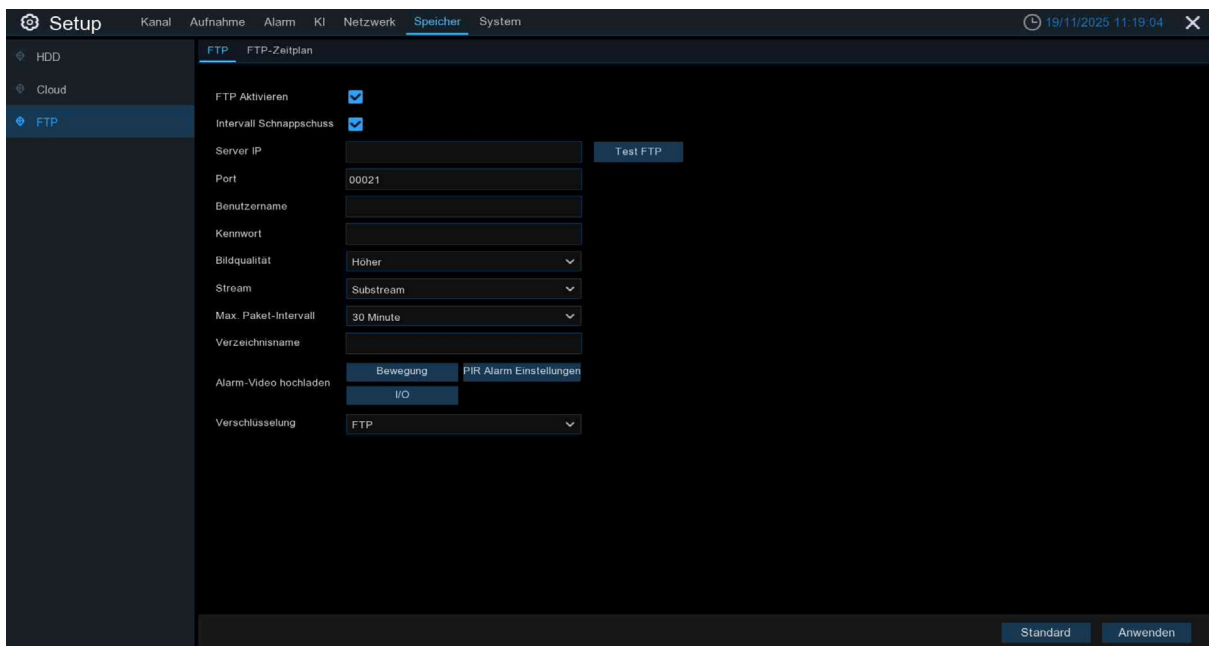 Setup Kanal Aufnahme Alarm KI Netzwerk Speicher System 19/11/2025 11:19:04
HDD
Cloud
FTP
FTP FTP-Zeitplan
FTP Aktivieren
Intervall Schnappschuss
Server IP Test FTP
Port 00021
Benutzername
Kennwort
Bildqualität Höher
Stream Substream
Max. Paket-Intervall 30 Minute
Verzeichnisname
Alarm-Video hochladen Bewegung PIR Alarm Einstellungen
I/O
Verschlüsselung FTP
Standard Anwenden